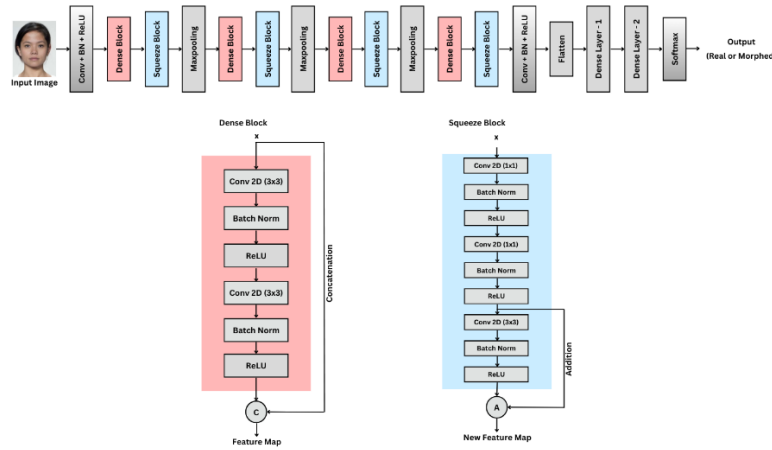 Input Image
Conv + BN + ReLU
Dense Block
Squeeze Block
Maxpooling
Dense Block
Squeeze Block
Maxpooling
Dense Block
Squeeze Block
Maxpooling
Dense Block
Squeeze Block
Conv + BN + ReLU
Flatten
Dense Layer - 1
Dense Layer - 2
Softmax
Output
(Real or Morphed
Dense Block
x
Conv 2D (3x3)
Batch Norm
ReLU
Conv 2D (3x3)
Batch Norm
ReLU
Concatenation
C
Feature Map
Squeeze Block
x
Conv 2D (1x1)
Batch Norm
ReLU
Conv 2D (1x1)
Batch Norm
ReLU
Conv 2D (3x3)
Batch Norm
ReLU
Addition
A
New Feature Map